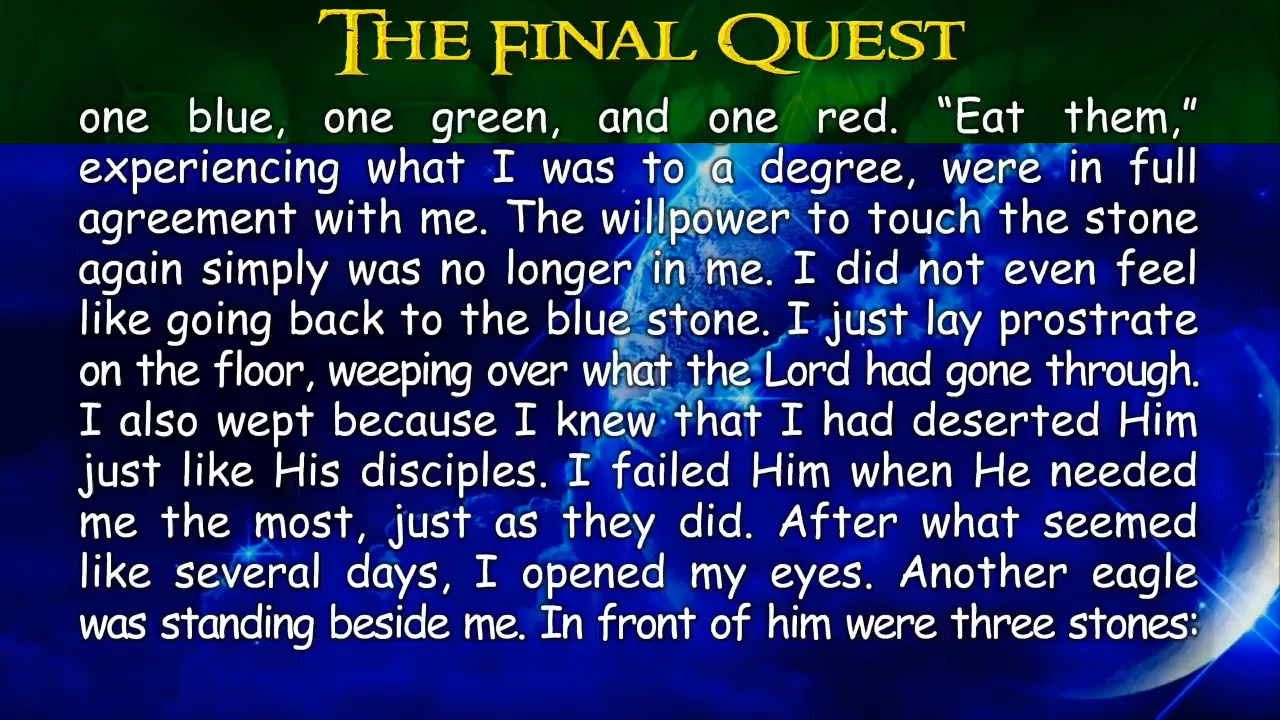 THE FINAL QUEST
one blue, one green, and one red. “Eat them,”
experiencing what I was to a degree, were in full
agreement with me. The willpower to touch the stone
again simply was no longer in me. I did not even feel
like going back to the blue stone. I just lay prostrate
on the floor, weeping over what the Lord had gone through.
I also wept because I knew that I had deserted Him
just like His disciples. I failed Him when He needed
me the most, just as they did. After what seemed
like several days, I opened my eyes. Another eagle
was standing beside me. In front of him were three stones: